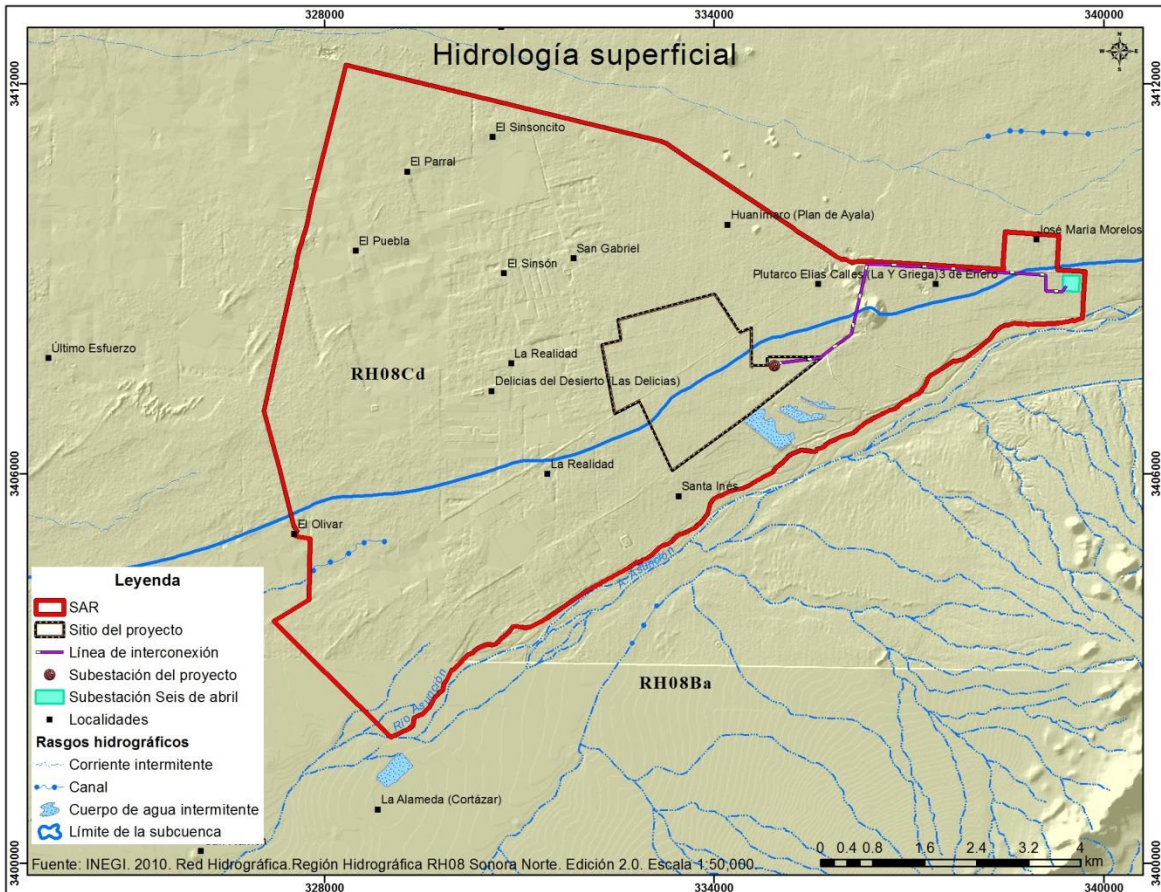 328000
334000
340000
Hidrología superficial
N
W
E
S
3412000
3412000
El Sinsoncito
El Parral
Huanímaro (Plan de Ayala)
José María Morelos
El Puebla
San Gabriel
El Sinsón
Plutarco Elías Calles (La Y Griega)
3 de Enero
Último Esfuerzo
La Realidad
RH08Cd
Delicias del Desierto (Las Delicias)
3406000
3406000
La Realidad
Santa Inés
El Olivar
A. Asunción
Río Asunción
RH08Ba
Leyenda
SAR
Sitio del proyecto
Línea de interconexión
Subestación del proyecto
Subestación Seis de abril
Localidades
Rasgos hidrográficos
Corriente intermitente
Canal
Cuerpo de agua intermitente
Límite de la subcuenca
La Alameda (Cortázar)
Fuente: INEGI. 2010. Red Hidrográfica.Región Hidrográfica RH08 Sonora Norte. Edición 2.0. Escala 1:50,000.
0 0.4 0.8 1.6 2.4 3.2 4
km
3400000
3400000
328000
334000
340000